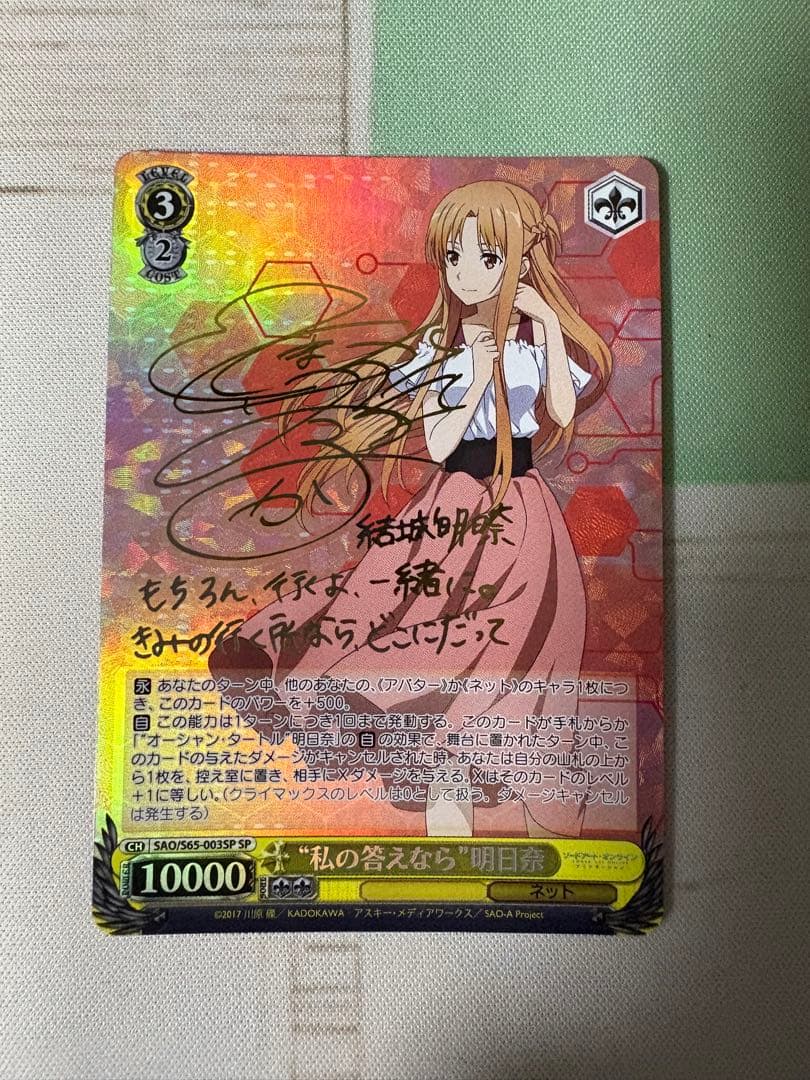 LEVEL
3
2
COST
結城明日奈
もちろん、行くよ、一緒に。
きみの行く所なら、どこにだって
永 あなたのターン中、他のあなたの、《アバター》か《ネット》のキャラ1枚につ
き、このカードのパワーを+500。
自 この能力は1ターンにつき1回まで発動する。このカードが手札からか
「“オーシャン・タートル”明日奈」の 自 の効果で、舞台に置かれたターン中、こ
のカードの与えたダメージがキャンセルされた時、あなたは自分の山札の上か
ら1枚を、控え室に置き、相手にXダメージを与える。Xはそのカードのレベル
+1に等しい。（クライマックスのレベルは0として扱う。ダメージキャンセル
は発生する）
CH SAO/S65-003SP SP
“私の答えなら”明日奈
ソードアート・オンライン
POWER
10000
SOUL
ネット
©2017 川原 礫／KADOKAWA アスキー・メディアワークス／SAO-A Project